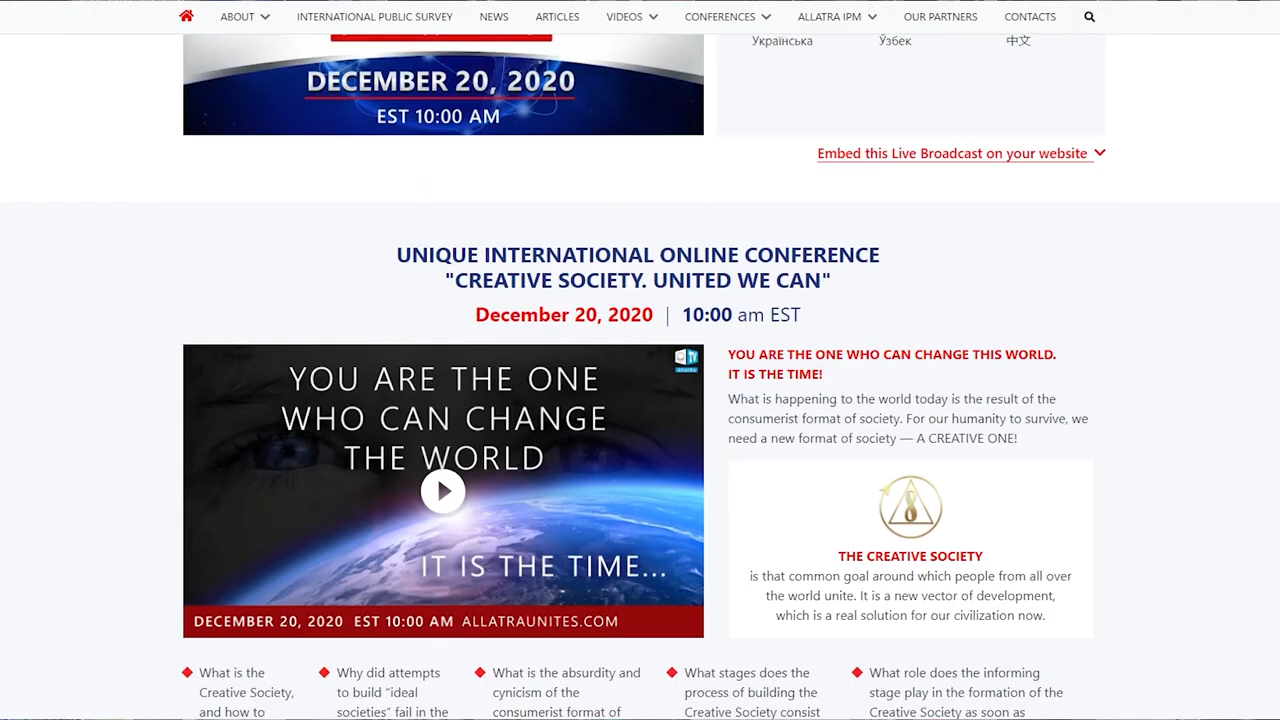 ABOUT INTERNATIONAL PUBLIC SURVEY NEWS ARTICLES VIDEOS CONFERENCES ALLATRA IPM OUR PARTNERS CONTACTS
Українська Ўзбек 中文
DECEMBER 20, 2020
EST 10:00 AM
Embed this Live Broadcast on your website
UNIQUE INTERNATIONAL ONLINE CONFERENCE
"CREATIVE SOCIETY. UNITED WE CAN"
December 20, 2020 | 10:00 am EST
YOU ARE THE ONE
WHO CAN CHANGE
THE WORLD
IT IS THE TIME...
DECEMBER 20, 2020 EST 10:00 AM ALLATRAUNITES.COM
YOU ARE THE ONE WHO CAN CHANGE THIS WORLD.
IT IS THE TIME!
What is happening to the world today is the result of the
consumerist format of society. For our humanity to survive, we
need a new format of society — A CREATIVE ONE!
THE CREATIVE SOCIETY
is that common goal around which people from all over
the world unite. It is a new vector of development,
which is a real solution for our civilization now.
What is the
Creative Society,
and how to
Why did attempts
to build "ideal
societies" fail in the
What is the absurdity and
cynicism of the
consumerist format of
What stages does the
process of building the
Creative Society consist
What role does the informing
stage play in the formation of the
Creative Society as soon as